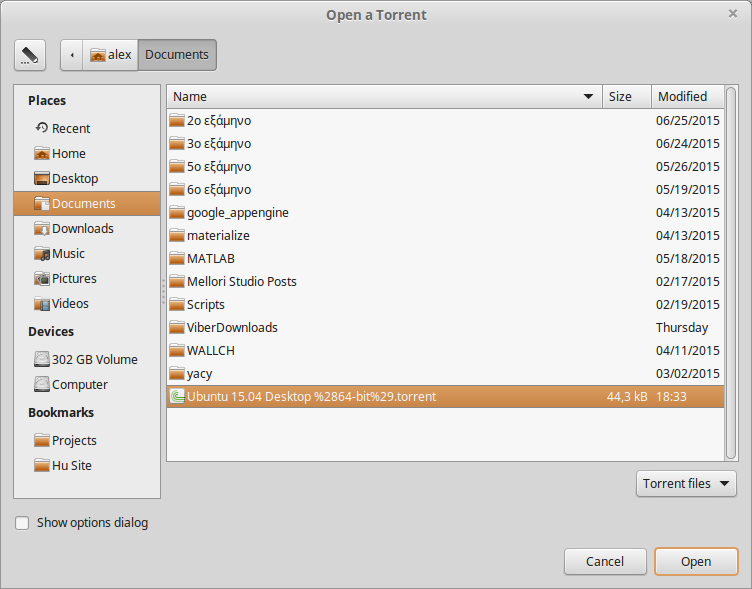 Open a Torrent
alex Documents
Places
Recent
Home
Desktop
Documents
Downloads
Music
Pictures
Videos
Devices
302 GB Volume
Computer
Bookmarks
Projects
Hu Site
Name Size Modified
2ο εξάμηνο 06/25/2015
3ο εξάμηνο 06/24/2015
5ο εξάμηνο 05/26/2015
6ο εξάμηνο 05/19/2015
google_appengine 04/13/2015
materialize 04/13/2015
MATLAB 05/18/2015
Mellori Studio Posts 02/17/2015
Scripts 02/19/2015
ViberDownloads Thursday
WALLCH 04/11/2015
yacy 03/02/2015
Ubuntu 15.04 Desktop %2864-bit%29.torrent 44,3 kB 18:33
Torrent files
Show options dialog
Cancel Open